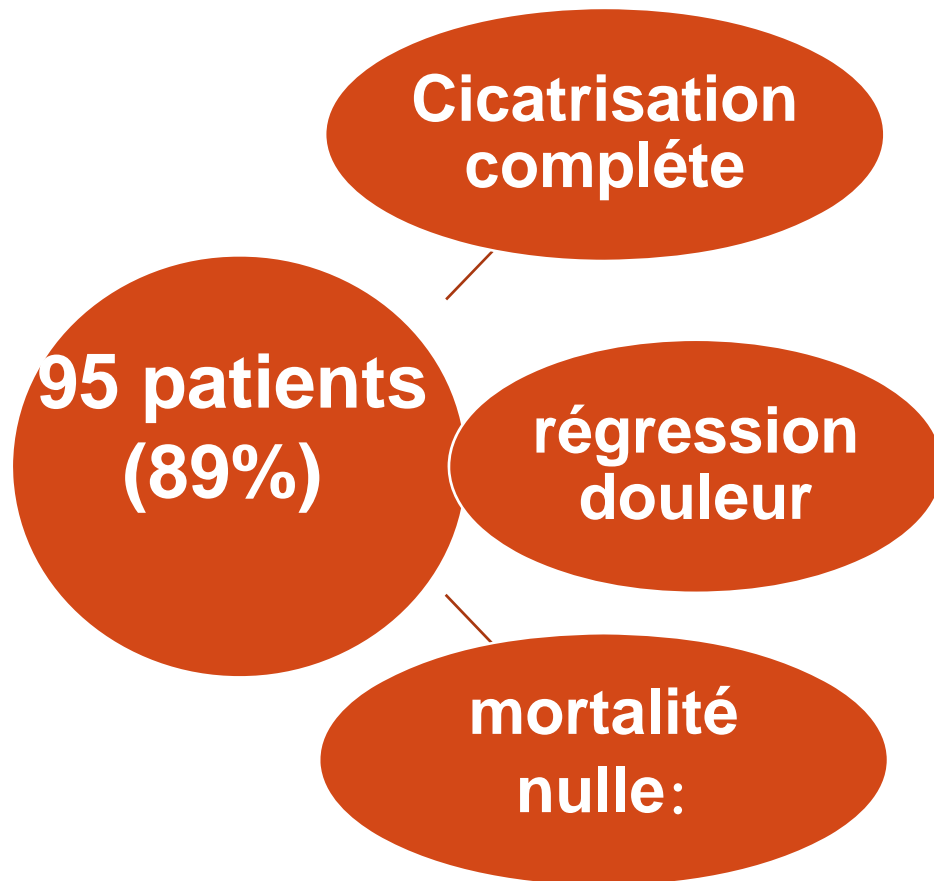 Cicatrisation
compléte
95 patients
(89%)
régression
douleur
mortalité
nulle: